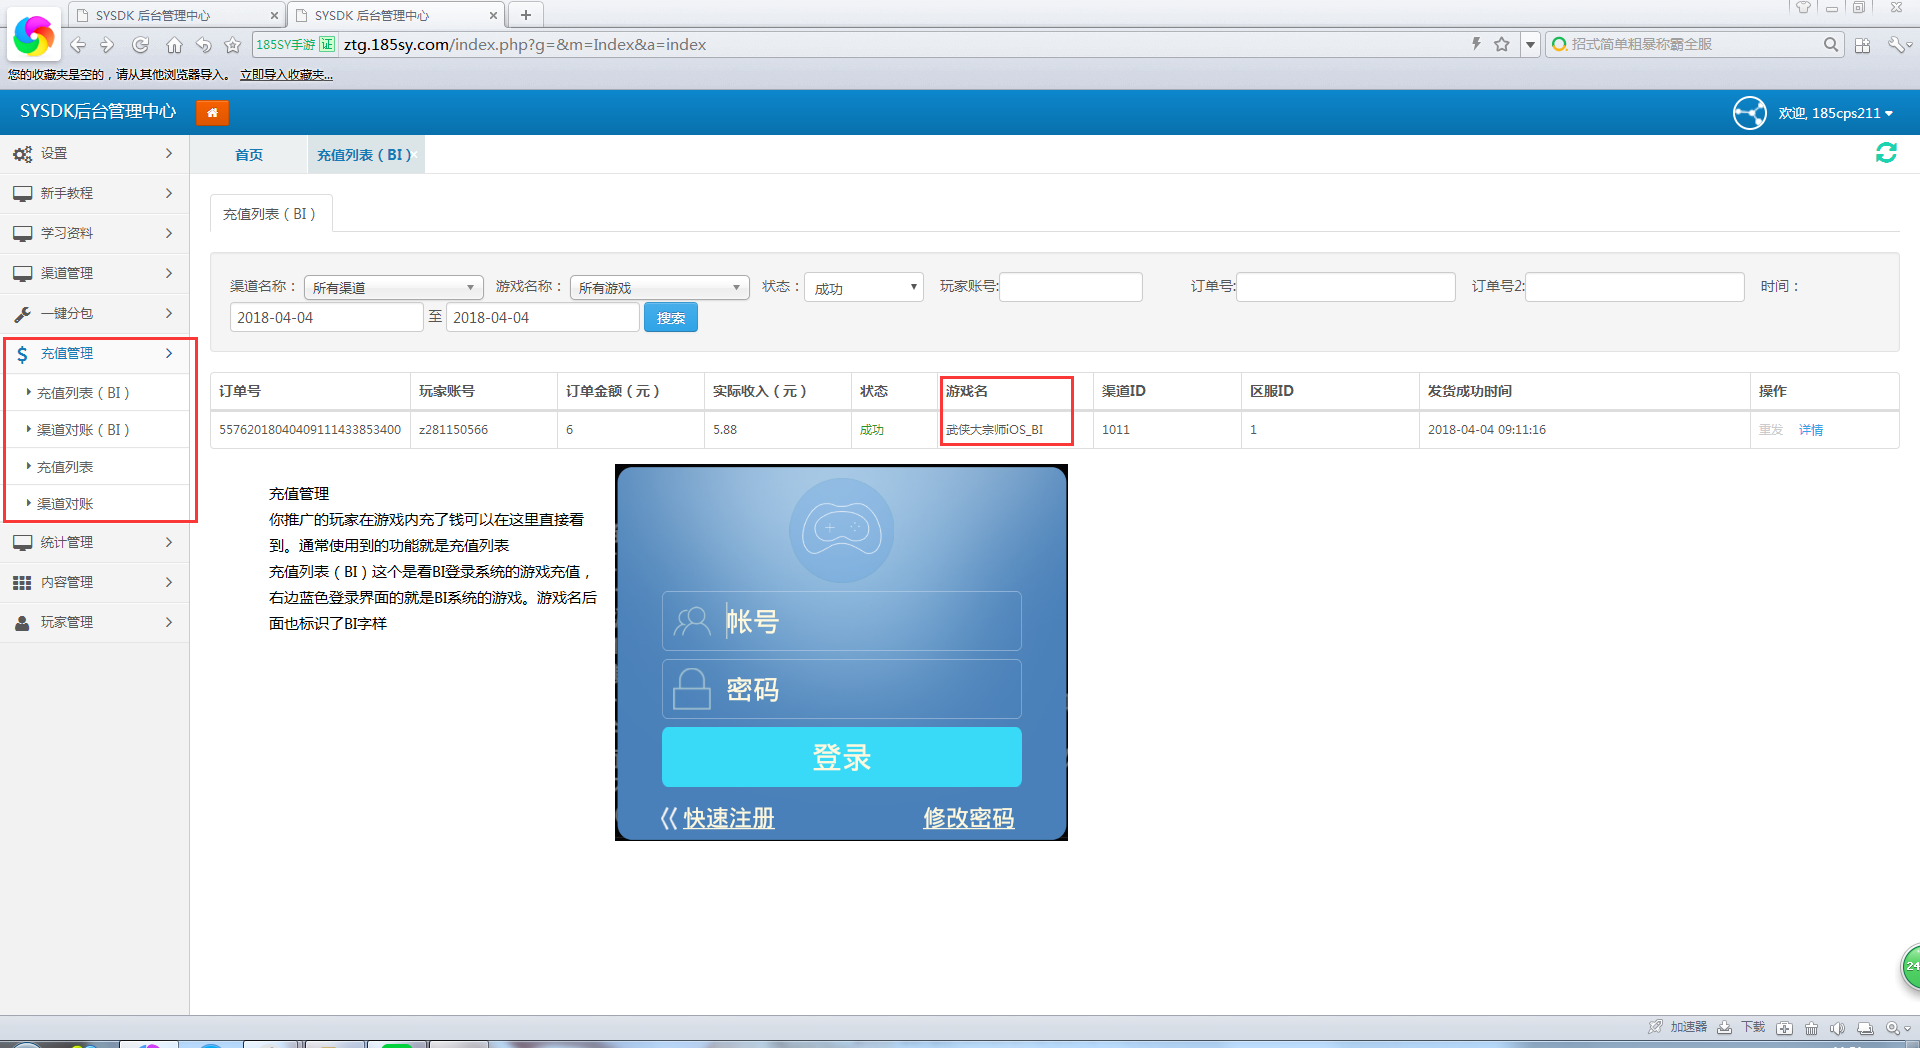 SYSDK 后台管理中心
SYSDK 后台管理中心
185SY手游 证 ztg.185sy.com/index.php?g=&m=Index&a=index
招式简单粗暴称霸全服
您的收藏夹是空的，请从其他浏览器导入。 立即导入收藏夹...
SYSDK后台管理中心
欢迎, 185cps211
设置
新手教程
学习资料
渠道管理
一键分包
充值管理
充值列表（BI）
渠道对账（BI）
充值列表
渠道对账
统计管理
内容管理
玩家管理
首页 充值列表（BI）
充值列表（BI）
渠道名称： 所有渠道 游戏名称： 所有游戏 状态： 成功 玩家账号: 订单号: 订单号2: 时间：
2018-04-04 至 2018-04-04 搜索
订单号 玩家账号 订单金额（元） 实际收入（元） 状态 游戏名 渠道ID 区服ID 发货成功时间 操作
55762018040409111433853400 z281150566 6 5.88 成功 武侠大宗师iOS_BI 1011 1 2018-04-04 09:11:16 重发 详情
充值管理
你推广的玩家在游戏内充了钱可以在这里直接看
到。通常使用到的功能就是充值列表
充值列表（BI）这个是看BI登录系统的游戏充值，
右边蓝色登录界面的就是BI系统的游戏。游戏名后
面也标识了BI字样
帐号
密码
登录
快速注册 修改密码
24
加速器 下载